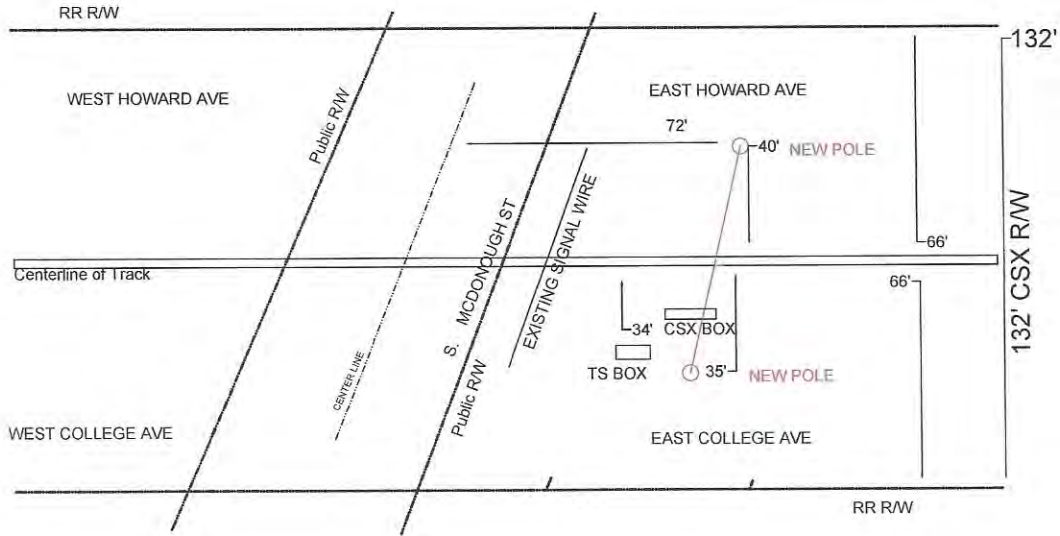 RR R/W
132'
WEST HOWARD AVE
Public R/W
EAST HOWARD AVE
72'
40' NEW POLE
S. MCDONOUGH ST
EXISTING SIGNAL WIRE
66'
Centerline of Track
66'
132' CSX R/W
34'
CSX BOX
TS BOX
35' NEW POLE
CENTER LINE
Public R/W
WEST COLLEGE AVE
EAST COLLEGE AVE
RR R/W